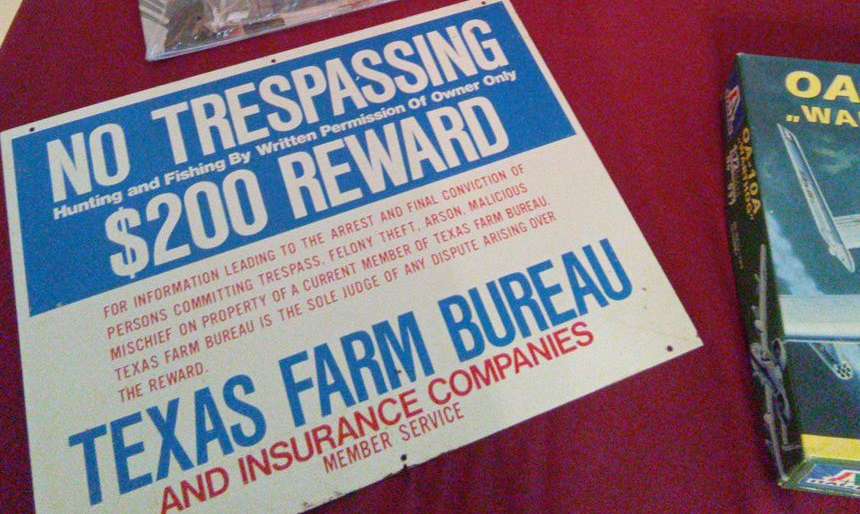 NO TRESPASSING
Hunting and Fishing By Written Permission Of Owner Only
$200 REWARD
FOR INFORMATION LEADING TO THE ARREST AND FINAL CONVICTION OF
PERSONS COMMITTING TRESPASS, FELONY THEFT, ARSON, MALICIOUS
MISCHIEF ON PROPERTY OF A CURRENT MEMBER OF TEXAS FARM BUREAU.
TEXAS FARM BUREAU IS THE SOLE JUDGE OF ANY DISPUTE ARISING OVER
THE REWARD.
TEXAS FARM BUREAU
AND INSURANCE COMPANIES
MEMBER SERVICE
OA
„WA
OA-10A